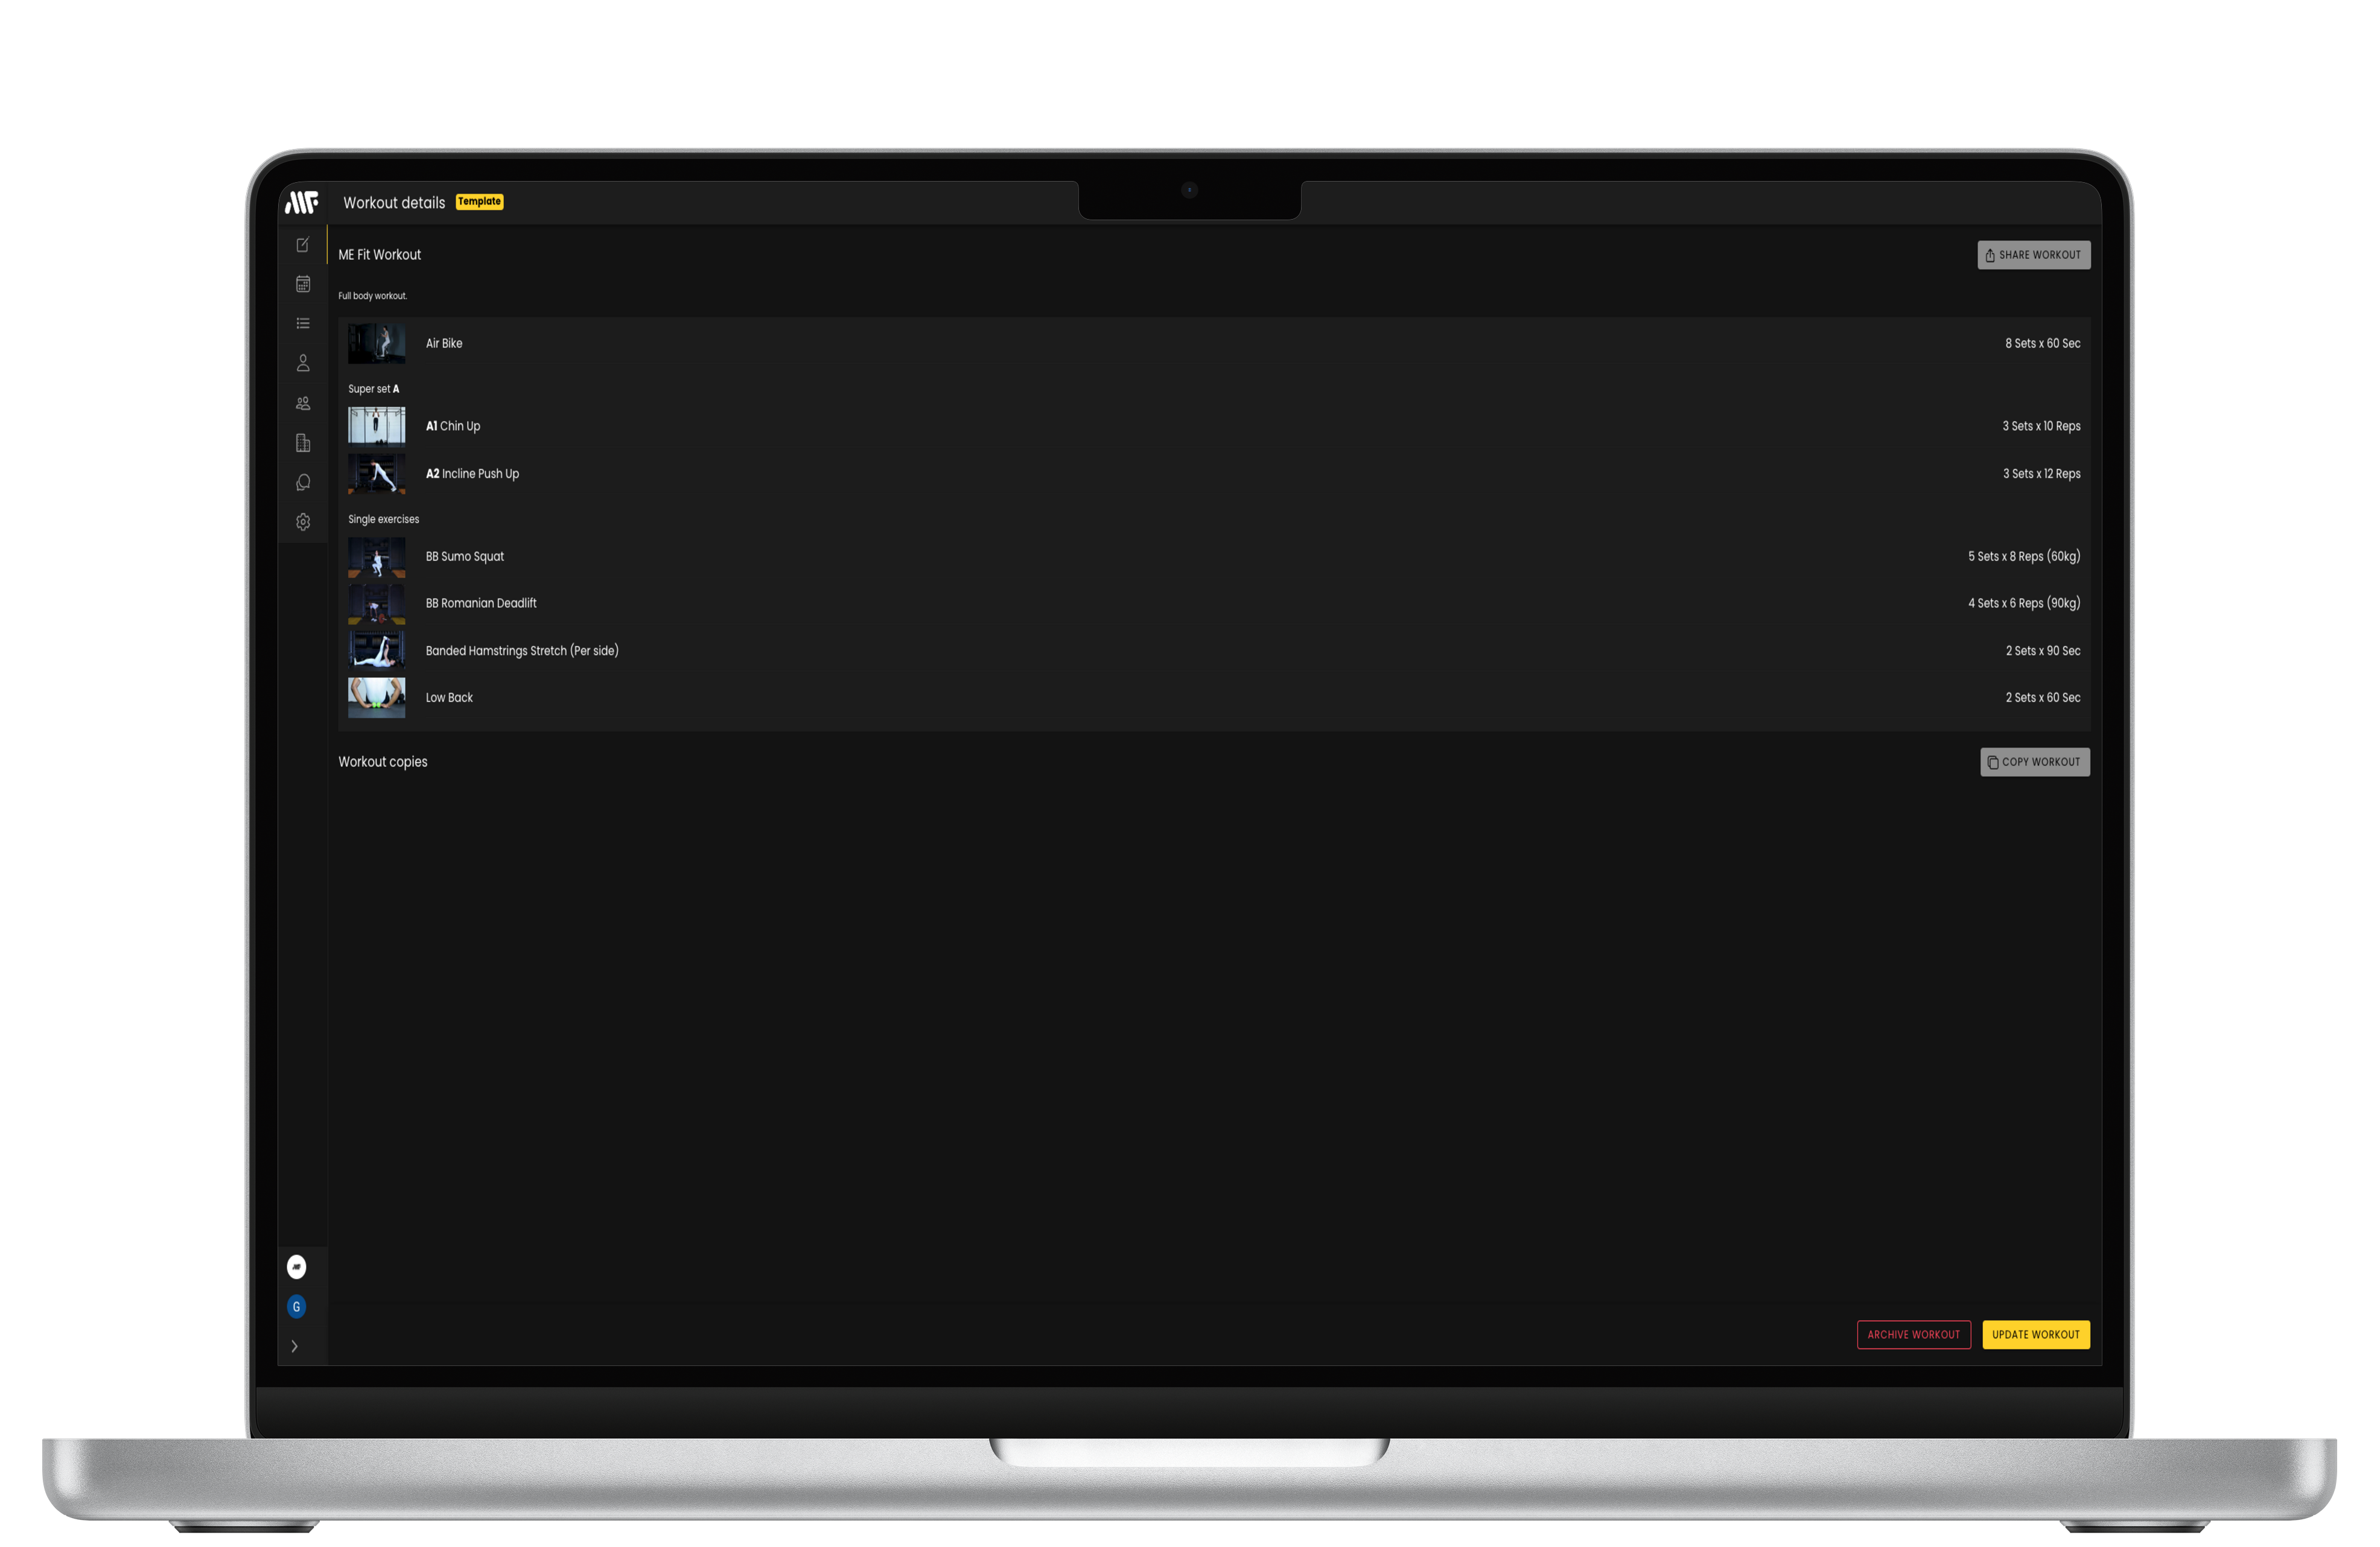 MF
Workout details Template
ME Fit Workout SHARE WORKOUT
Full body workout.
Air Bike 8 Sets x 60 Sec
Super set A
A1 Chin Up 3 Sets x 10 Reps
A2 Incline Push Up 3 Sets x 12 Reps
Single exercises
BB Sumo Squat 5 Sets x 8 Reps (60kg)
BB Romanian Deadlift 4 Sets x 6 Reps (90kg)
Banded Hamstrings Stretch (Per side) 2 Sets x 90 Sec
Low Back 2 Sets x 60 Sec
Workout copies COPY WORKOUT
G
ARCHIVE WORKOUT UPDATE WORKOUT